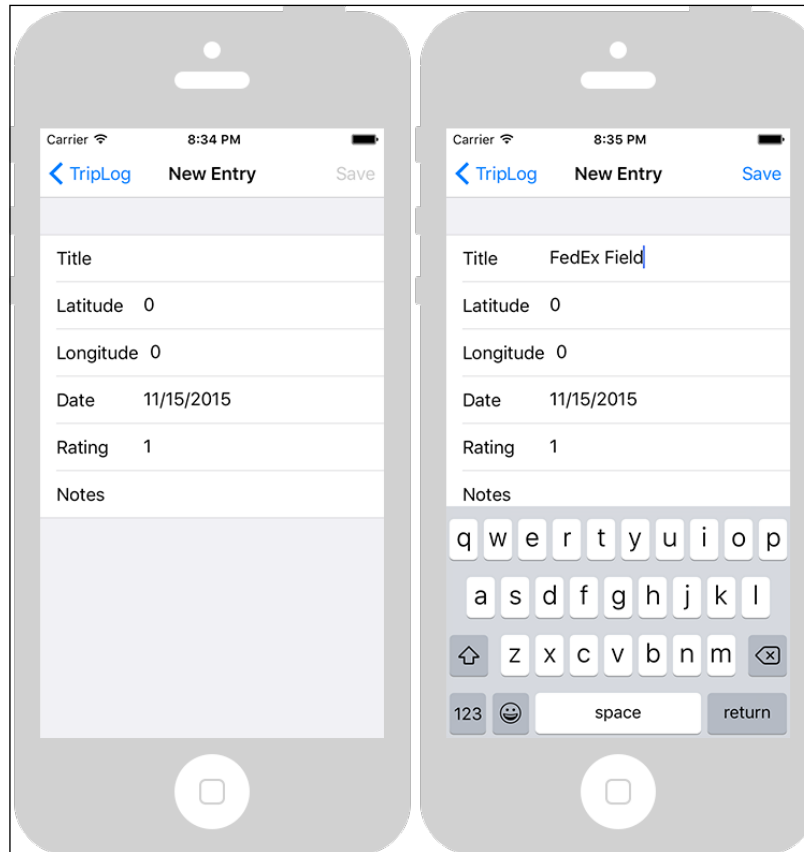 Carrier 8:34 PM
TripLog New Entry Save
Title
Latitude 0
Longitude 0
Date 11/15/2015
Rating 1
Notes
Carrier 8:35 PM
TripLog New Entry Save
Title FedEx Field
Latitude 0
Longitude 0
Date 11/15/2015
Rating 1
Notes
q w e r t y u i o p
a s d f g h j k l
z x c v b n m
123 space return